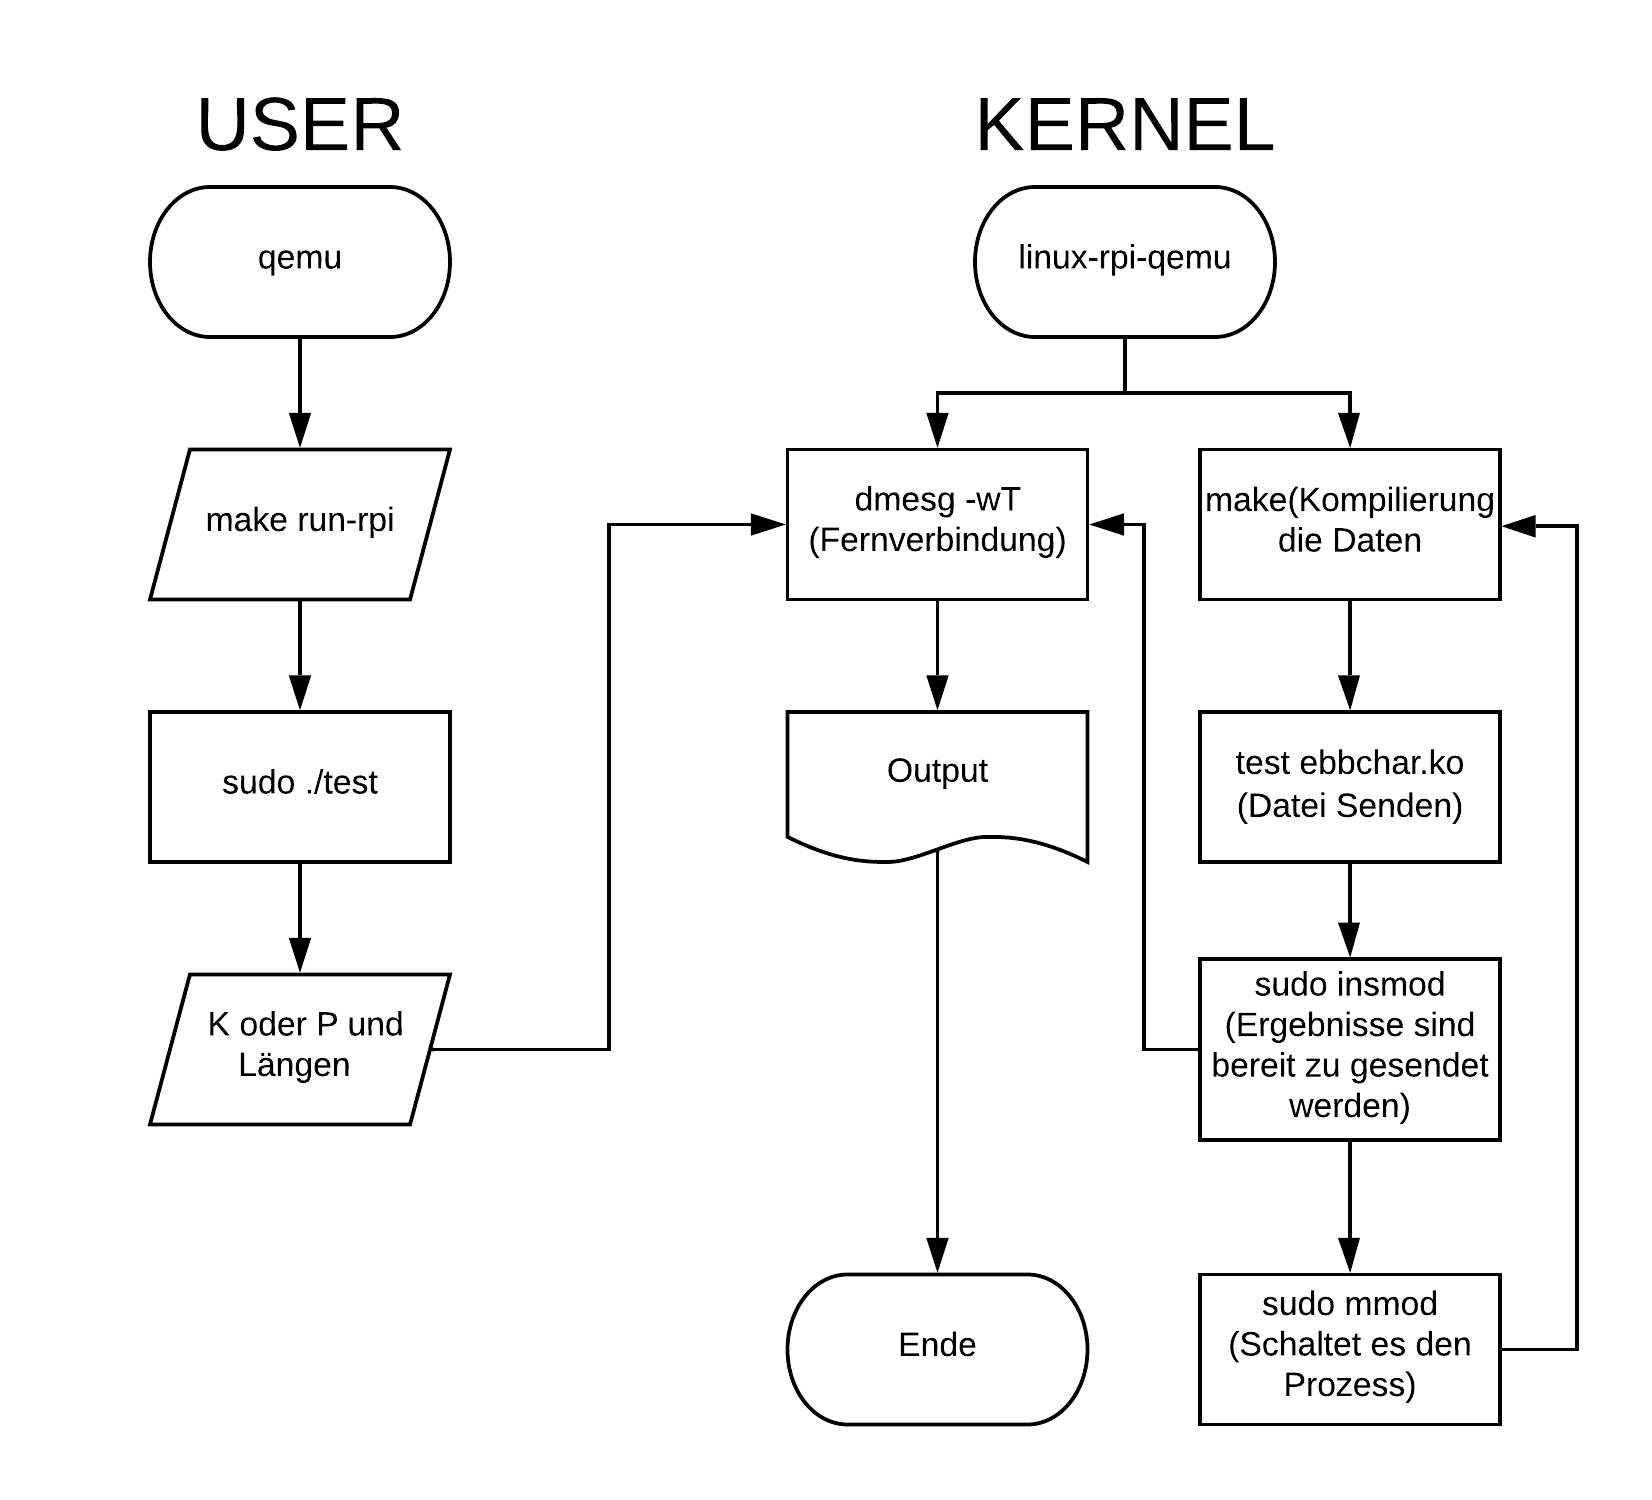 USER
KERNEL
qemu
linux-rpi-qemu
make run-rpi
dmesg -wT
(Fernverbindung)
make(Kompilierung
die Daten
sudo ./test
Output
test ebbchar.ko
(Datei Senden)
K oder P und
Längen
sudo insmod
(Ergebnisse sind
bereit zu gesendet
werden)
Ende
sudo mmod
(Schaltet es den
Prozess)